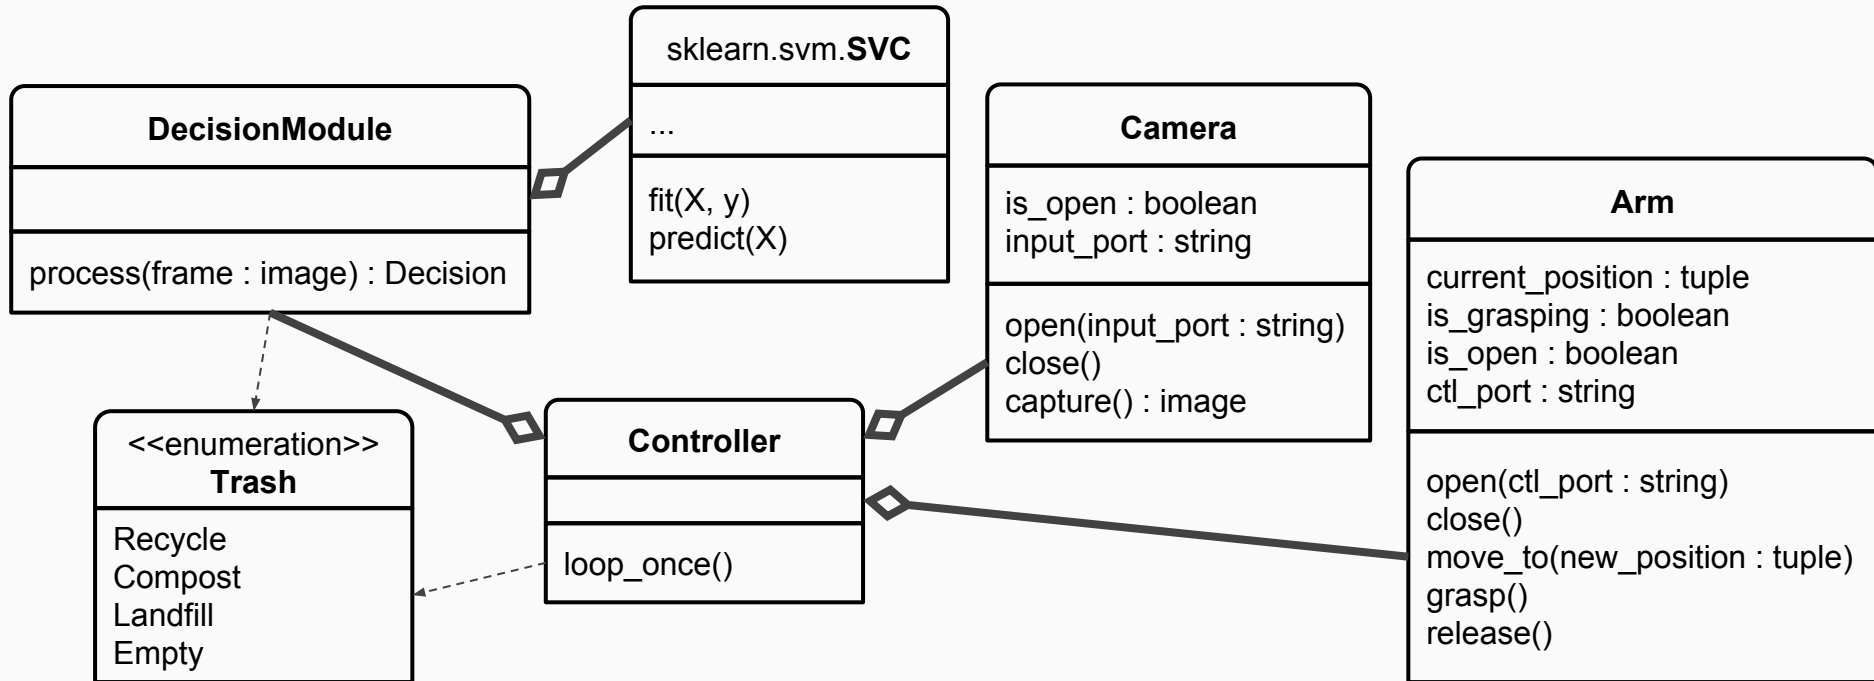 DecisionModule
process(frame : image) : Decision
sklearn.svm.SVC
...
fit(X, y)
predict(X)
Camera
is_open : boolean
input_port : string
open(input_port : string)
close()
capture() : image
Arm
current_position : tuple
is_grasping : boolean
is_open : boolean
ctl_port : string
open(ctl_port : string)
close()
move_to(new_position : tuple)
grasp()
release()
<<enumeration>>
Trash
Recycle
Compost
Landfill
Empty
Controller
loop_once()